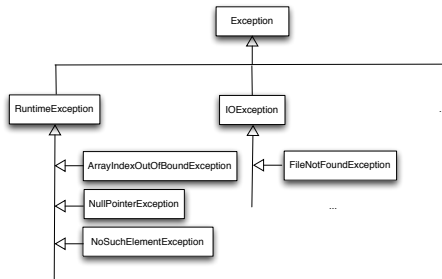 Exception
RuntimeException
IOException
ArrayIndexOutOfBoundException
FileNotFoundException
NullPointerException
...
NoSuchElementException